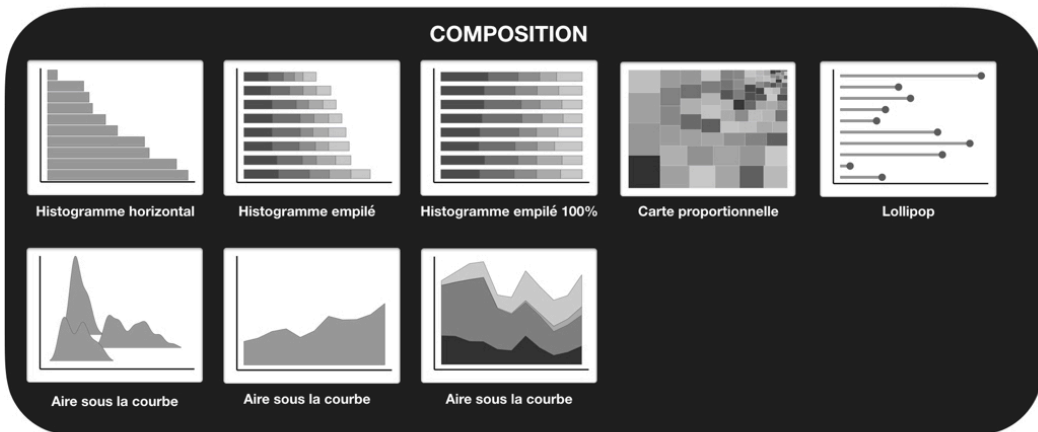 COMPOSITION
Histogramme horizontal
Histogramme empilé
Histogramme empilé 100%
Carte proportionnelle
Lollipop
Aire sous la courbe
Aire sous la courbe
Aire sous la courbe